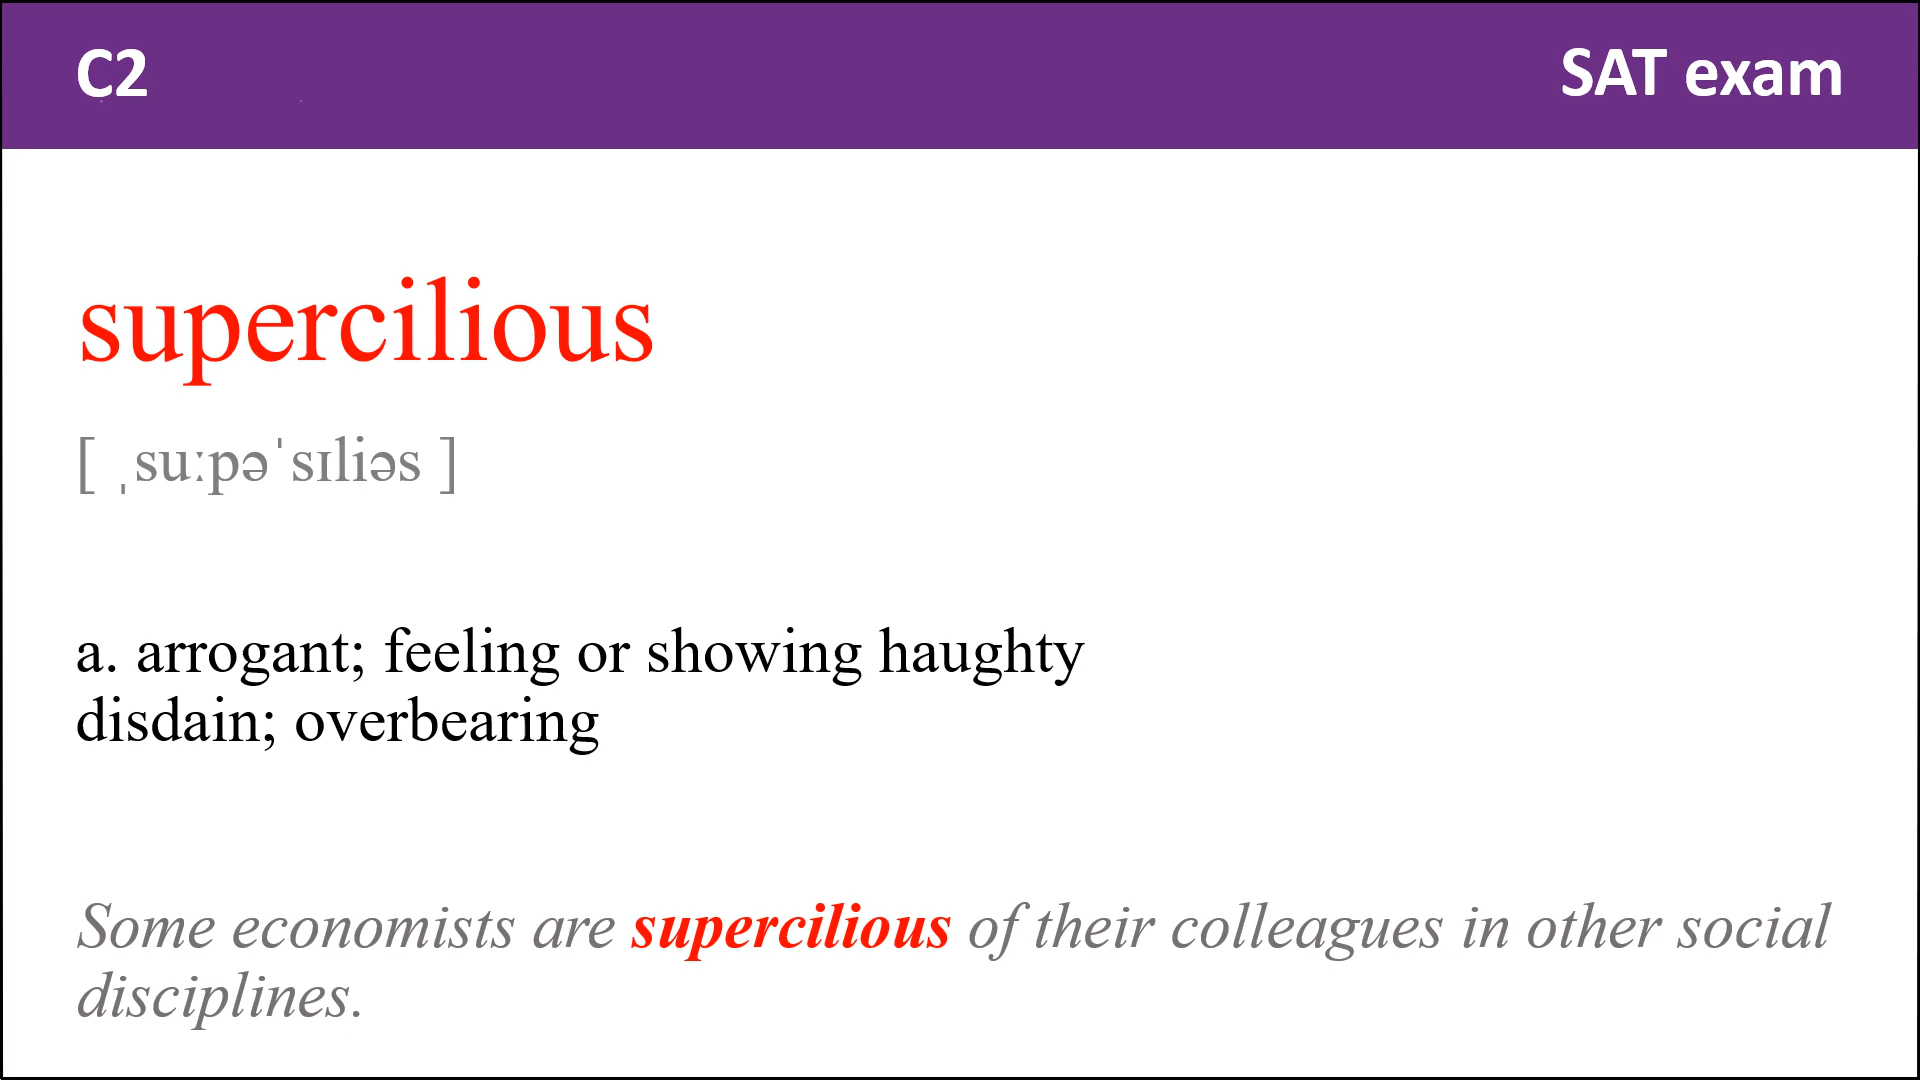 C2
SAT exam
supercilious
[ ˌsuːpəˈsɪliəs ]
a. arrogant; feeling or showing haughty
disdain; overbearing
Some economists are supercilious of their colleagues in other social
disciplines.